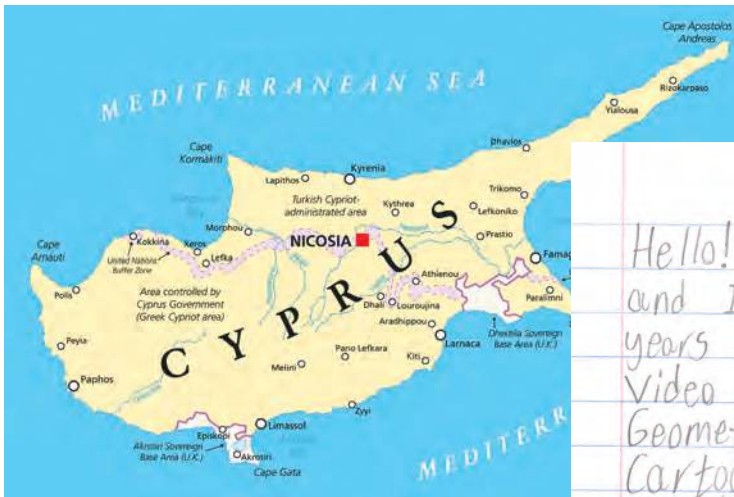 Cape Apostolos
Andreas
MEDITERRANEAN SEA
Rizokarpaso
Yialousa
Cape
Kormakiti
Dhavlos
Kyrenia
Lapithos
Turkish Cypriot-
administrated area
Trikomo
Kythrea
Lefkoniko
Morphou
NICOSIA
Prastio
Kokkina
Cape
Arnauti
United Nations
Buffer Zone
Xeros
Lefka
Famag
Athienou
Polis
Area controlled by
Cyprus Government
(Greek Cypriot area)
Dhali
Louroujina
Paralimni
CYPRUS
Aradhippou
Dhekelia Sovereign
Base Area (U.K.)
Larnaca
Peyia
Pano Lefkara
Melini
Kiti
Paphos
Zyyi
Limassol
Episkopi
Akrotiri Sovereign
Base Area (U.K.)
Akrotiri
Cape Gata
MEDITERR
Hello!
and I
years
Video
Geome
Cartoo